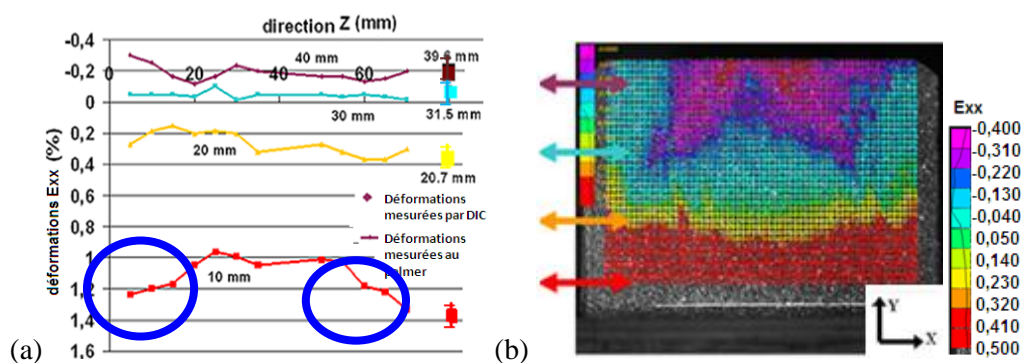 direction Z (mm)
déformations Exx (%)
-0,4
-0,2
0
0,2
0,4
0,6
0,8
1
1,2
1,4
1,6
0
20
40
60
40 mm
39.6 mm
30 mm
31.5 mm
20 mm
20.7 mm
10 mm
Déformations
mesurées par DIC
Déformations
mesurées au
palmer
(a)
(b)
Exx
-0,400
-0,310
-0,220
-0,130
-0,040
0,050
0,140
0,230
0,320
0,410
0,500
Y
X